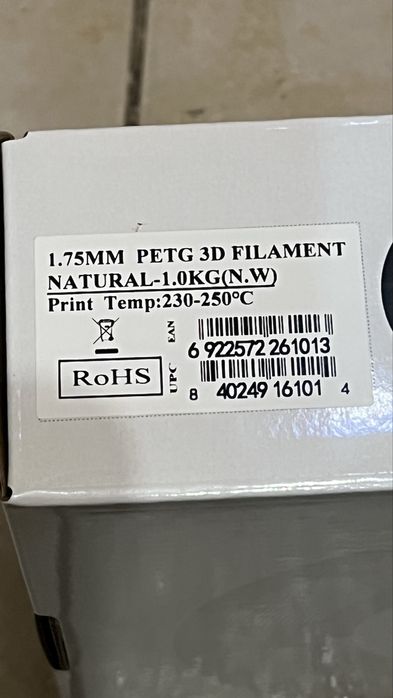 1.75MM PETG 3D FILAMENT
NATURAL-1.0KG(N.W)
Print Temp:230-250°C
EAN
6 922572 261013
RoHS
UPC
8 40249 16101 4